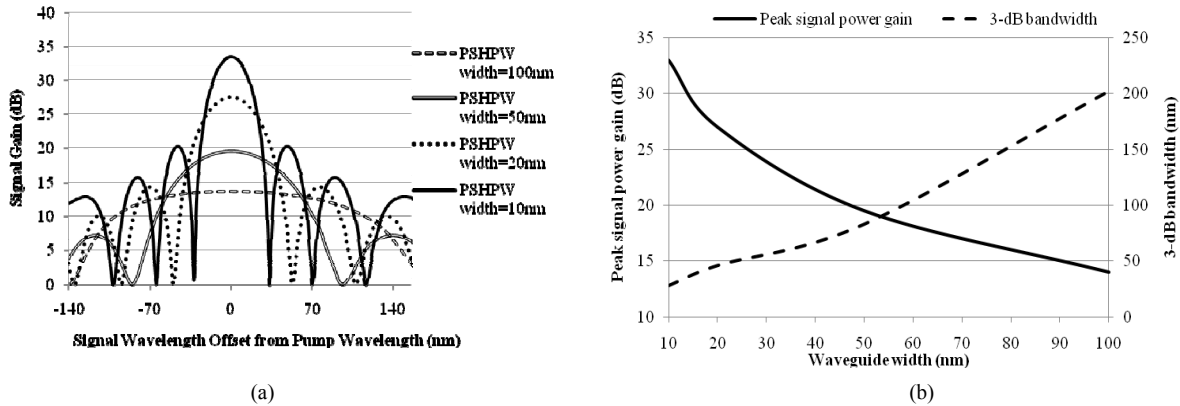 40
35
30
25
20
15
10
5
0
-140 -70 0 70 140
Signal Gain (dB)
Signal Wavelength Offset from Pump Wavelength (nm)
PSHPW
width=100nm
PSHPW
width=50nm
PSHPW
width=20nm
PSHPW
width=10nm
(a)
Peak signal power gain 3-dB bandwidth
35
30
25
20
15
10
Peak signal power gain (dB)
250
200
150
100
50
0
3-dB bandwidth (nm)
10 20 30 40 50 60 70 80 90 100
Waveguide width (nm)
(b)